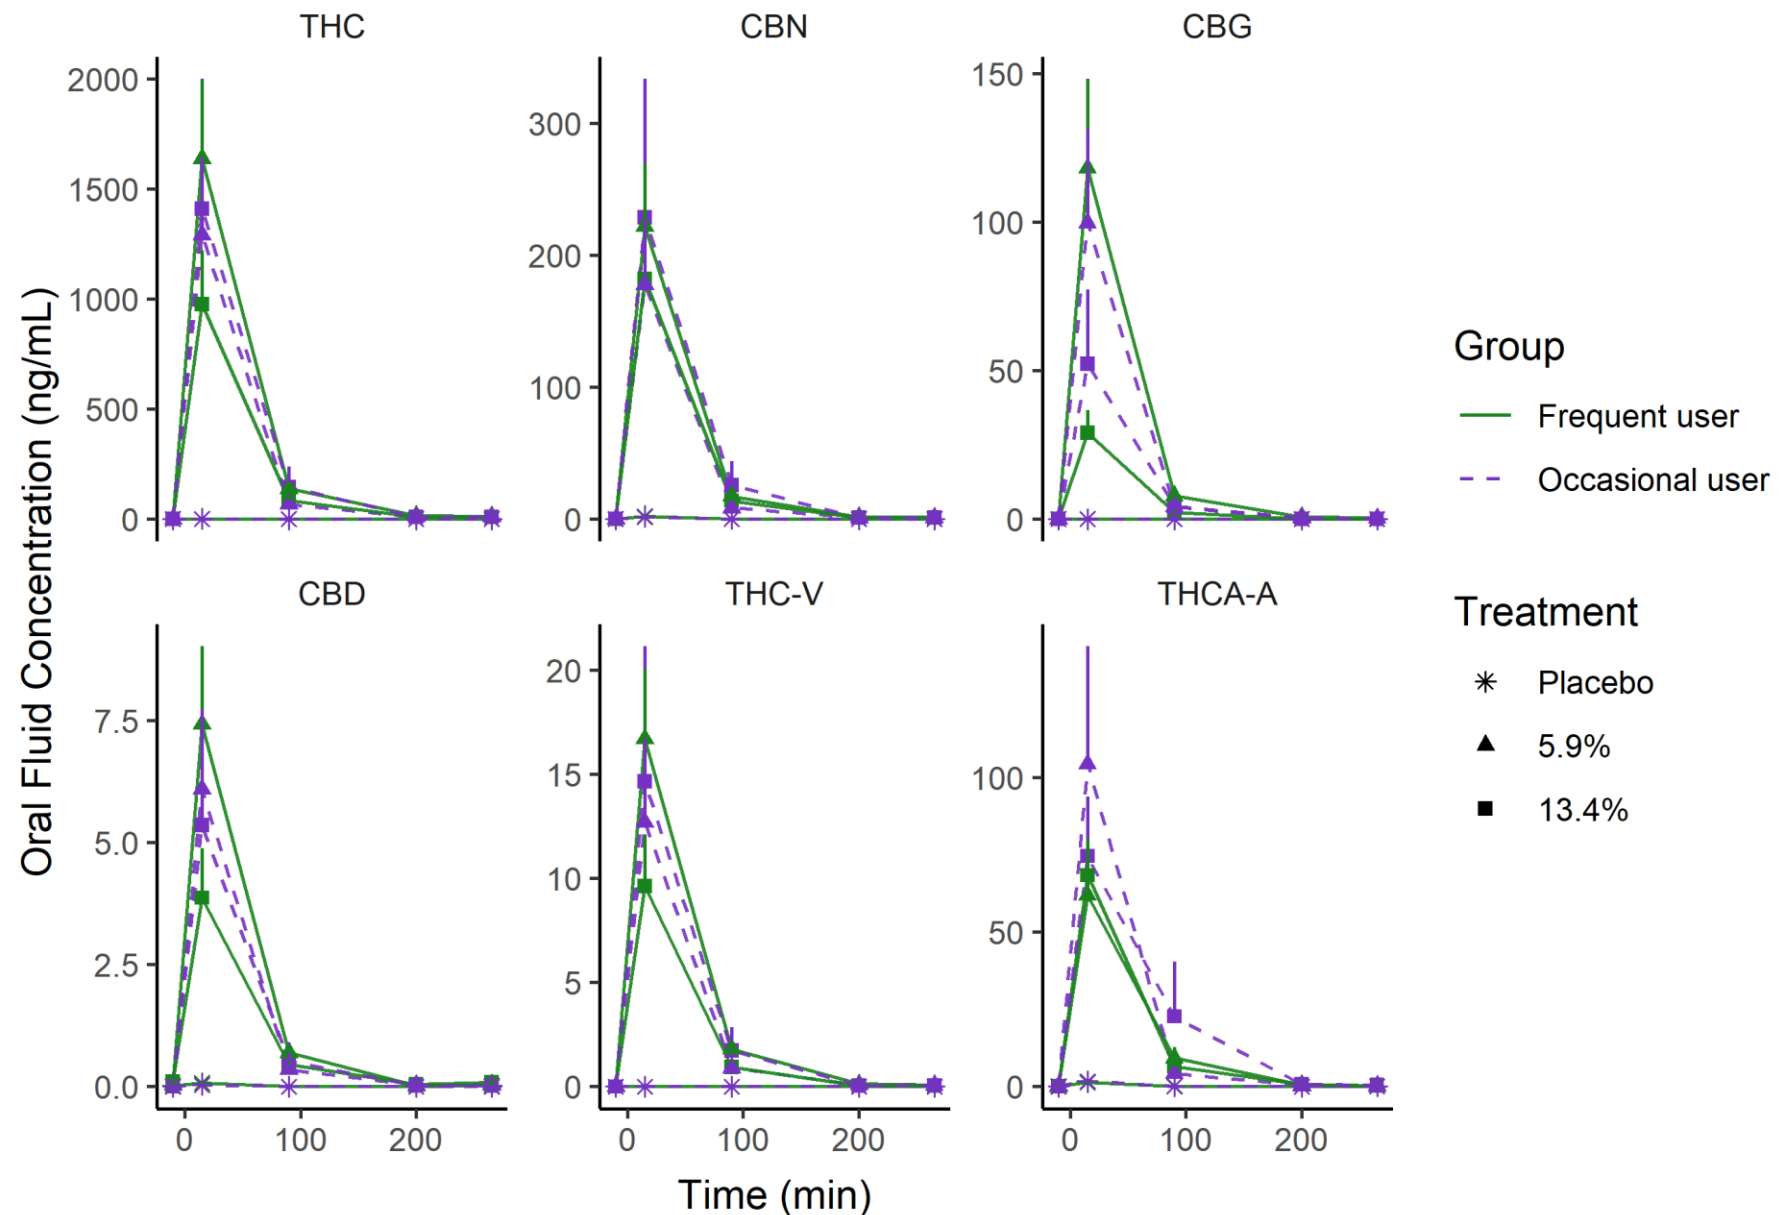 THC
CBN
CBG
2000
1500
1000
500
0
300
200
100
0
150
100
50
0
CBD
THC-V
THCA-A
7.5
5.0
2.5
0.0
20
15
10
5
0
100
50
0
0 100 200
0 100 200
0 100 200
Time (min)
Oral Fluid Concentration (ng/mL)
Group
Frequent user
Occasional user
Treatment
Placebo
5.9%
13.4%